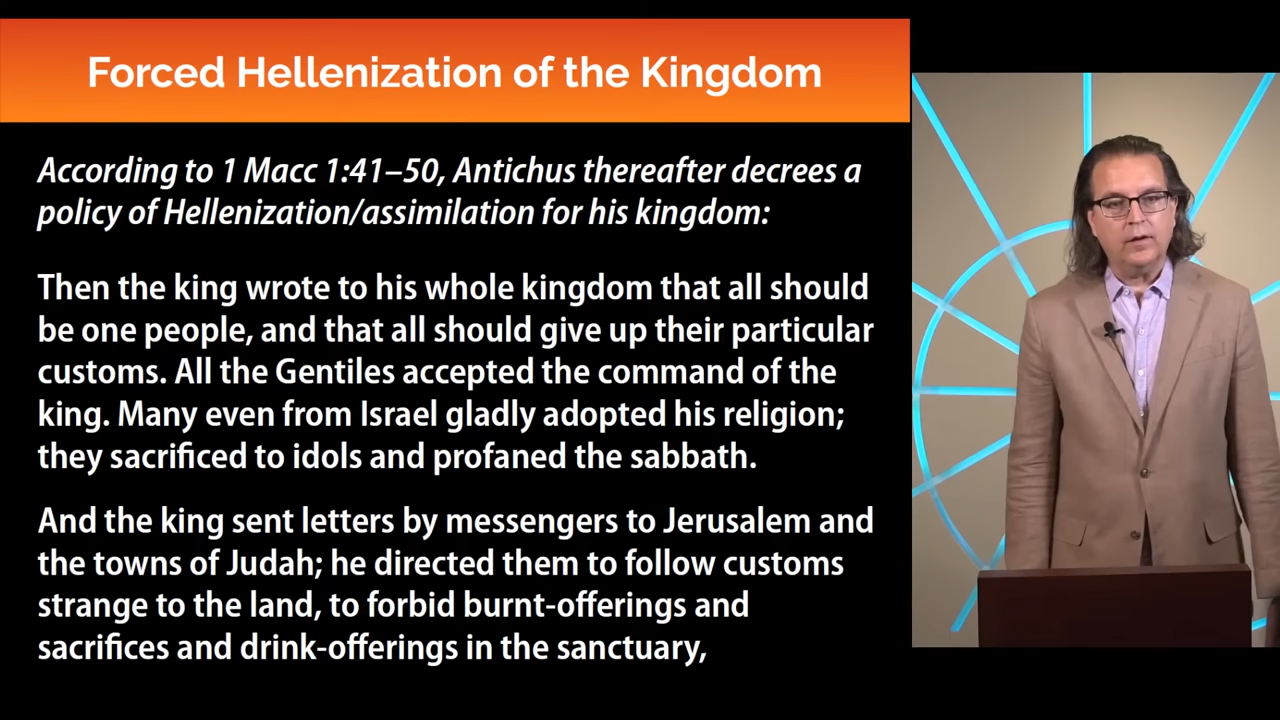 Forced Hellenization of the Kingdom
According to 1 Macc 1:41–50, Antichus thereafter decrees a
policy of Hellenization/assimilation for his kingdom:
Then the king wrote to his whole kingdom that all should
be one people, and that all should give up their particular
customs. All the Gentiles accepted the command of the
king. Many even from Israel gladly adopted his religion;
they sacrificed to idols and profaned the sabbath.
And the king sent letters by messengers to Jerusalem and
the towns of Judah; he directed them to follow customs
strange to the land, to forbid burnt-offerings and
sacrifices and drink-offerings in the sanctuary,